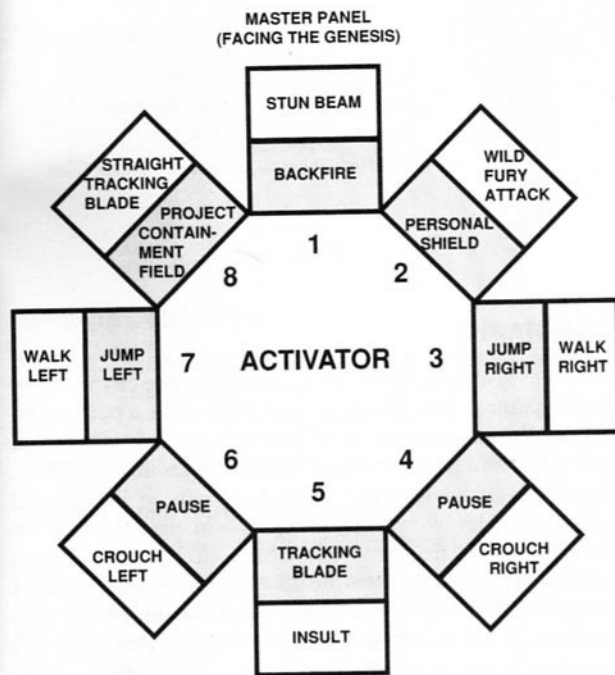 MASTER PANEL
(FACING THE GENESIS)
STUN BEAM
BACKFIRE
1
WILD
FURY
ATTACK
PERSONAL
SHIELD
2
STRAIGHT
TRACKING
BLADE
PROJECT
CONTAIN-
MENT
FIELD
8
WALK
LEFT
JUMP
LEFT
7
ACTIVATOR
3
JUMP
RIGHT
WALK
RIGHT
6
PAUSE
CROUCH
LEFT
5
TRACKING
BLADE
INSULT
4
PAUSE
CROUCH
RIGHT